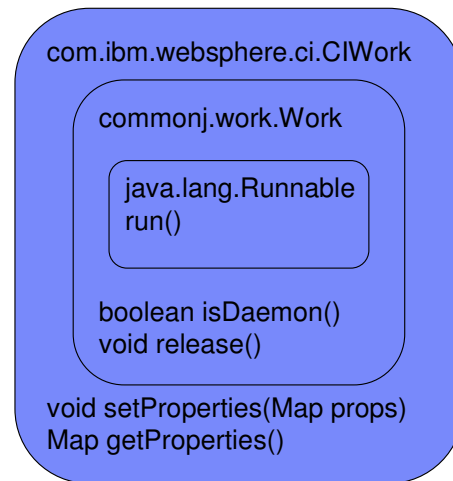 com.ibm.websphere.ci.CIWork
commonj.work.Work
java.lang.Runnable
run()
boolean isDaemon()
void release()
void setProperties(Map props)
Map getProperties()